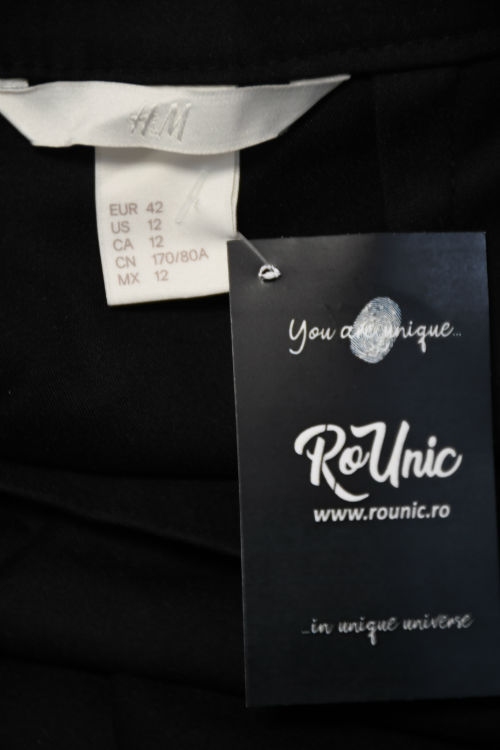 H&M
EUR 42
US 12
CA 12
CN 170/80A
MX 12
You are unique...
RoUnic
www.rounic.ro
...in unique universe